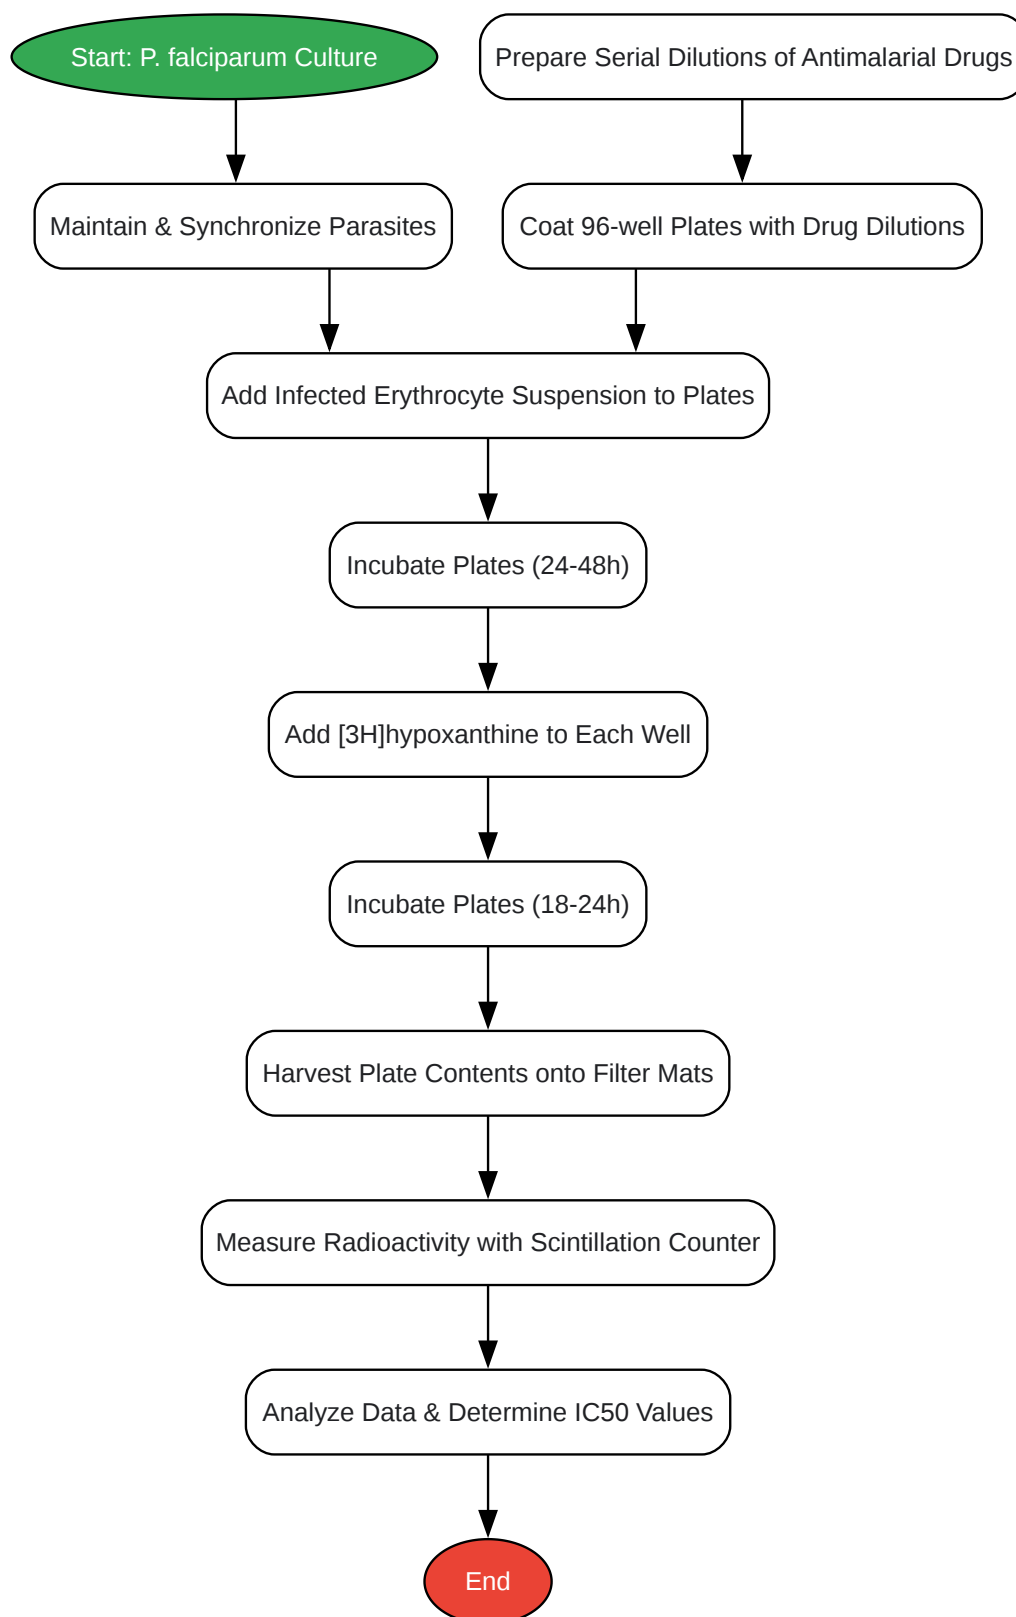 Start: P. falciparum Culture
Prepare Serial Dilutions of Antimalarial Drugs
Maintain & Synchronize Parasites
Coat 96-well Plates with Drug Dilutions
Add Infected Erythrocyte Suspension to Plates
Incubate Plates (24-48h)
Add [3H]hypoxanthine to Each Well
Incubate Plates (18-24h)
Harvest Plate Contents onto Filter Mats
Measure Radioactivity with Scintillation Counter
Analyze Data & Determine IC50 Values
End